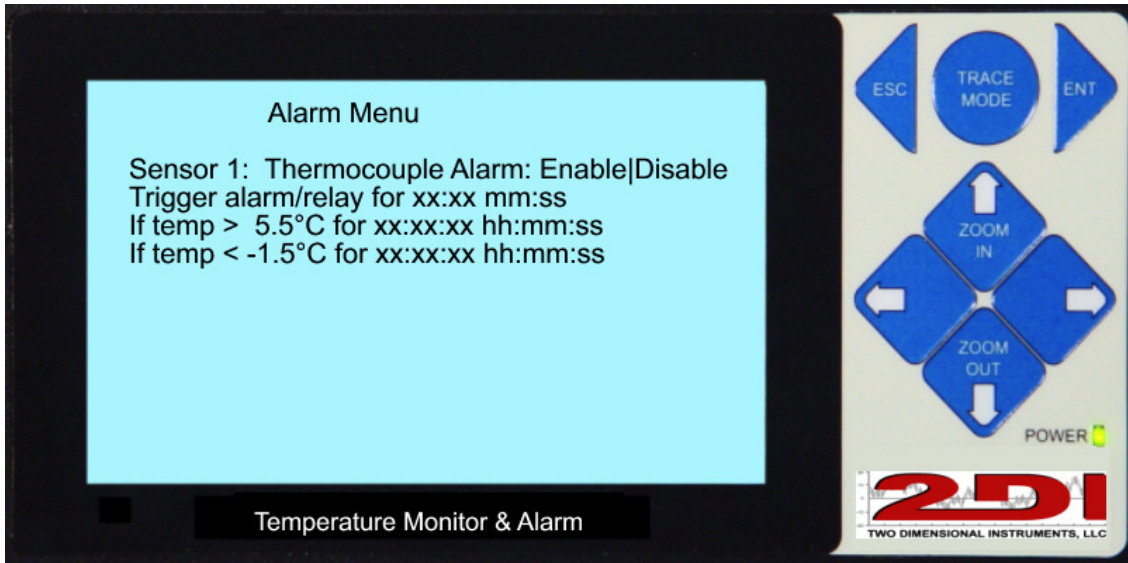 Alarm Menu
Sensor 1: Thermocouple Alarm: Enable|Disable
Trigger alarm/relay for xx:xx mm:ss
If temp > 5.5°C for xx:xx:xx hh:mm:ss
If temp < -1.5°C for xx:xx:xx hh:mm:ss
Temperature Monitor & Alarm
ESC
TRACE
MODE
ENT
ZOOM
IN
ZOOM
OUT
POWER
2DI
TWO DIMENSIONAL INSTRUMENTS, LLC